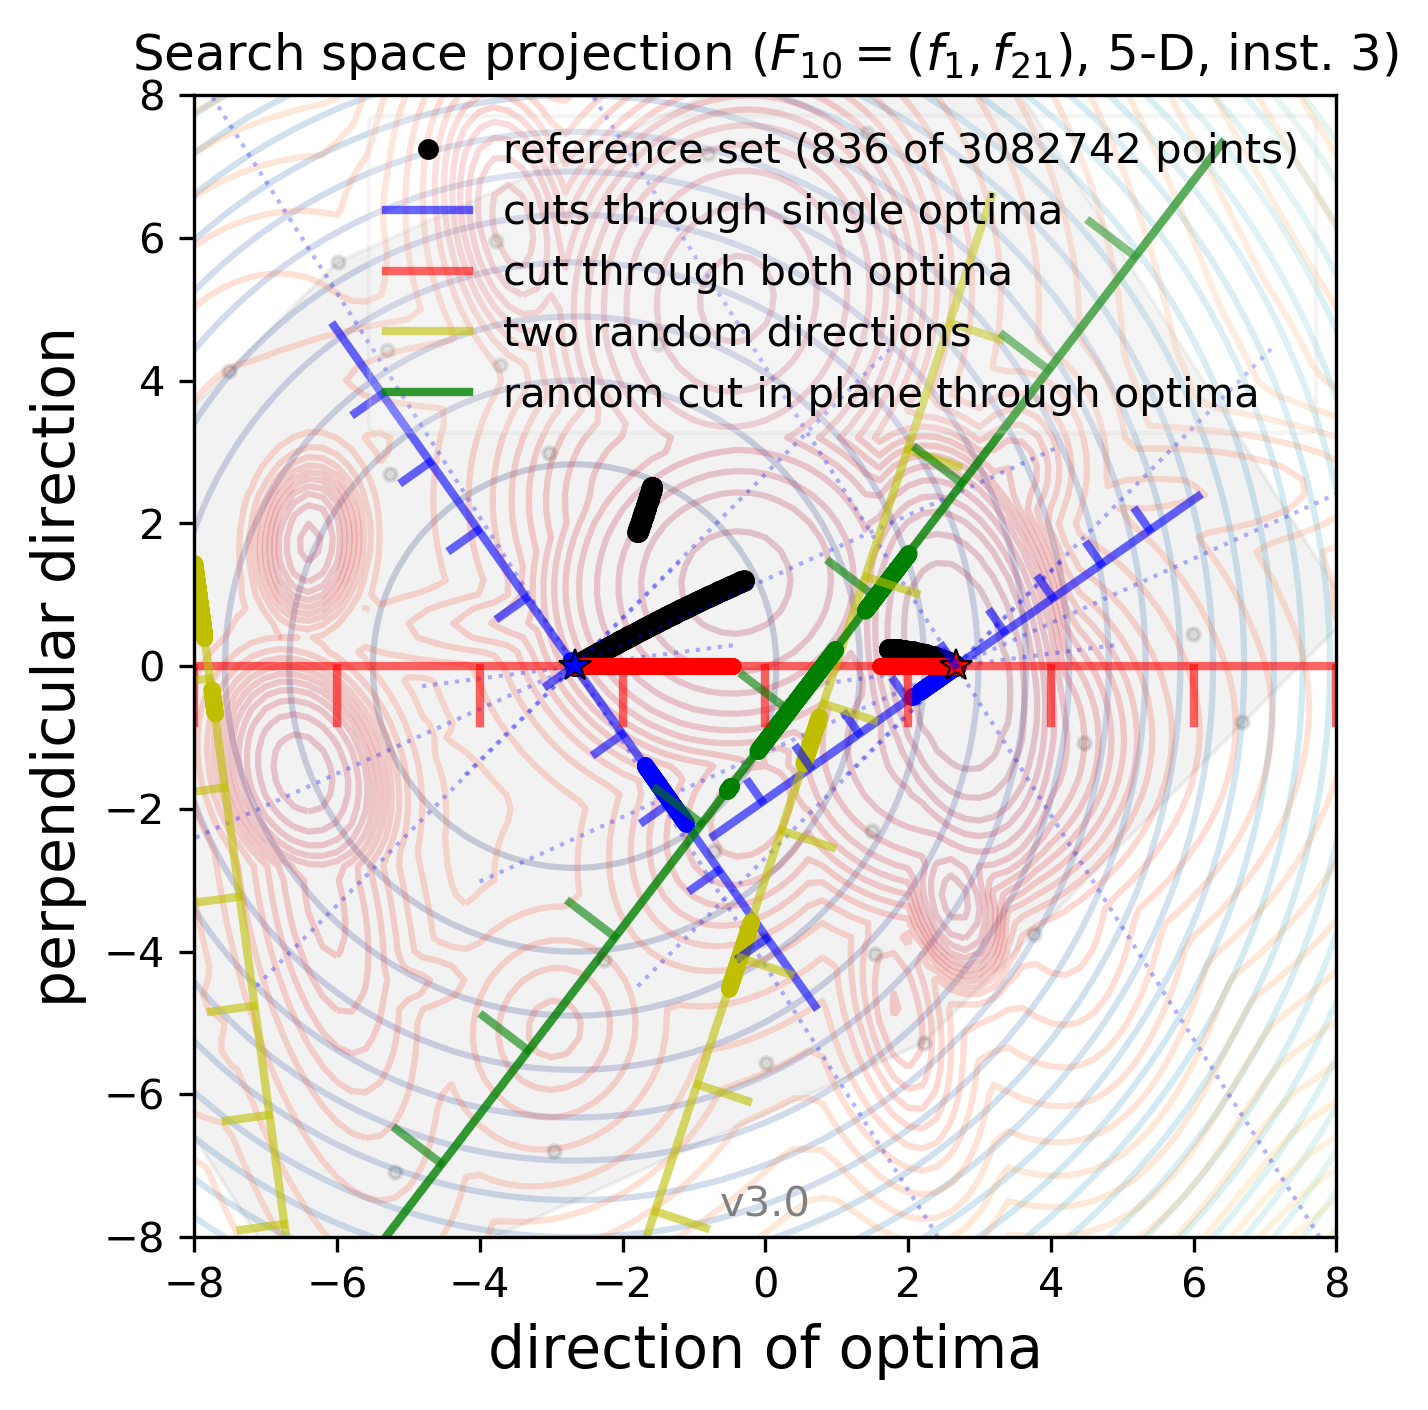 Search space projection (F₁₀ = (f₁, f₂₁), 5-D, inst. 3)
reference set (836 of 3082742 points)
cuts through single optima
cut through both optima
two random directions
random cut in plane through optima
perpendicular direction
8
6
4
2
0
−2
−4
−6
−8
v3.0
−8 −6 −4 −2 0 2 4 6 8
direction of optima